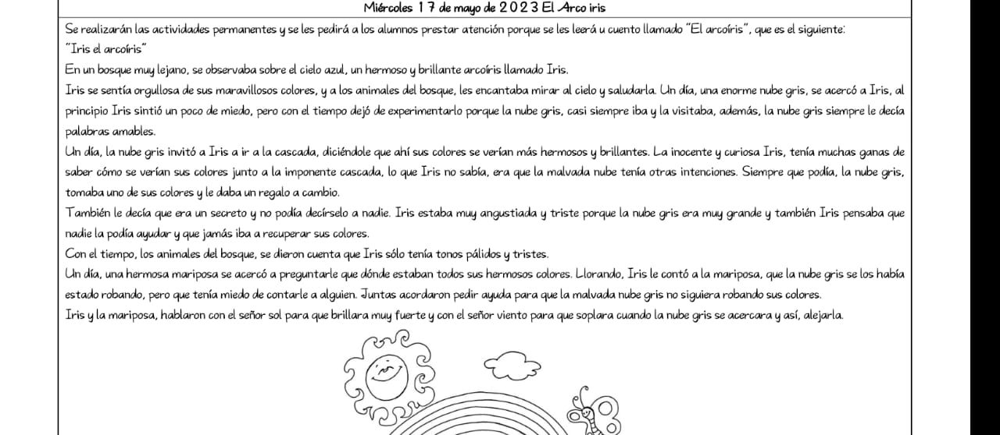 Miércoles 17 de mayo de 2023 El Arco iris
Se realizarán las actividades permanentes y se les pedirá a los alumnos prestar atención porque se les leerá u cuento llamado "El arcoíris", que es el siguiente:
"Iris el arcoíris"
En un bosque muy lejano, se observaba sobre el cielo azul, un hermoso y brillante arcoíris llamado Iris.
Iris se sentía orgullosa de sus maravillosos colores, y a los animales del bosque, les encantaba mirar al cielo y saludarla. Un día, una enorme nube gris, se acercó a Iris, al
principio Iris sintió un poco de miedo, pero con el tiempo dejó de experimentarlo porque la nube gris, casi siempre iba y la visitaba, además, la nube gris siempre le decía
palabras amables.
Un día, la nube gris invitó a Iris a ir a la cascada, diciéndole que ahí sus colores se verían más hermosos y brillantes. La inocente y curiosa Iris, tenía muchas ganas de
saber cómo se verían sus colores junto a la imponente cascada, lo que Iris no sabía, era que la malvada nube tenía otras intenciones. Siempre que podía, la nube gris,
tomaba uno de sus colores y le daba un regalo a cambio.
También le decía que era un secreto y no podía decírselo a nadie. Iris estaba muy angustiada y triste porque la nube gris era muy grande y también Iris pensaba que
nadie la podía ayudar y que jamás iba a recuperar sus colores.
Con el tiempo, los animales del bosque, se dieron cuenta que Iris sólo tenía tonos pálidos y tristes.
Un día, una hermosa mariposa se acercó a preguntarle que dónde estaban todos sus hermosos colores. Llorando, Iris le contó a la mariposa, que la nube gris se los había
estado robando, pero que tenía miedo de contarle a alguien. Juntas acordaron pedir ayuda para que la malvada nube gris no siguiera robando sus colores.
Iris y la mariposa, hablaron con el señor sol para que brillara muy fuerte y con el señor viento para que soplara cuando la nube gris se acercara y así, alejarla.